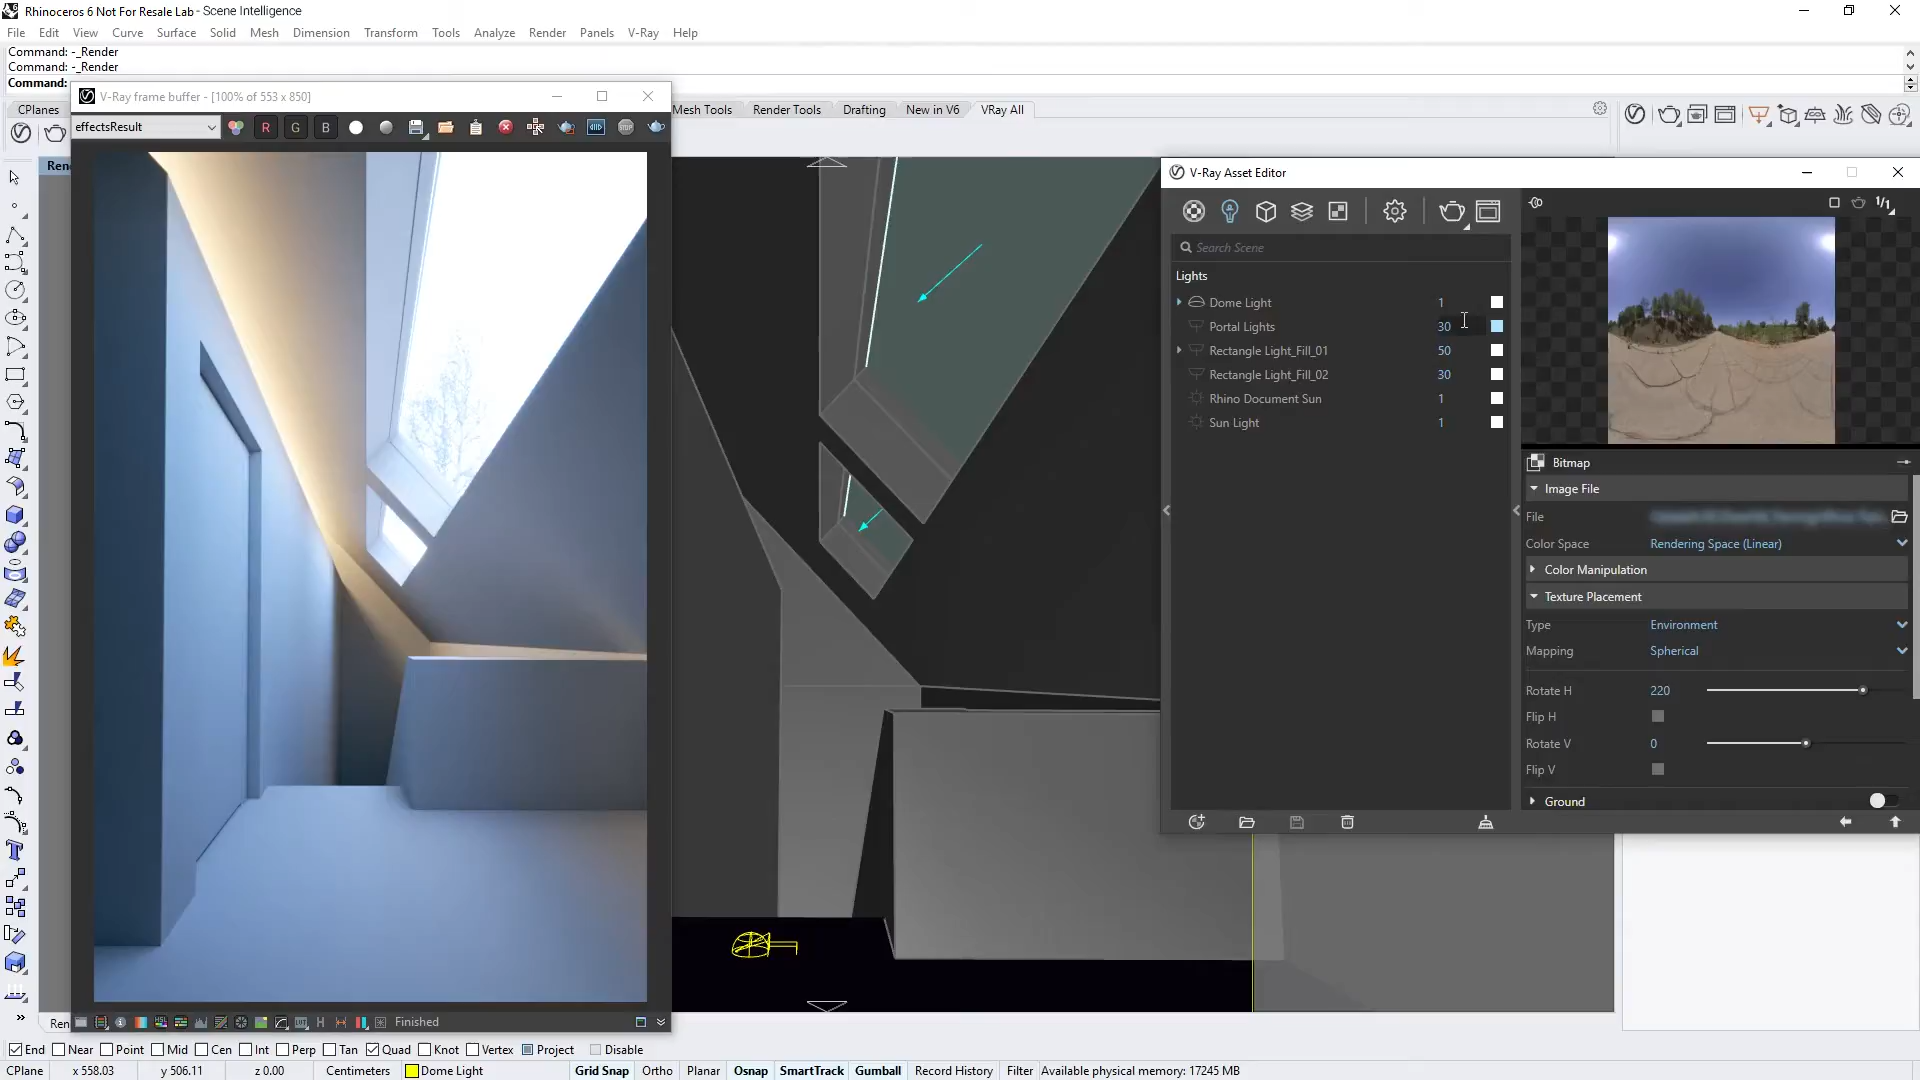 Rhinoceros 6 Not For Resale Lab - Scene Intelligence
File Edit View Curve Surface Solid Mesh Dimension Transform Tools Analyze Render Panels V-Ray Help
Command: -_Render
Command: -_Render
Command:
V-Ray frame buffer - [100% of 553 x 850]
CPlanes
Mesh Tools Render Tools Drafting New in V6 VRay All
effectsResult
R G B
Ren
V-Ray Asset Editor
1/1
Search Scene
Lights
Dome Light 1
Portal Lights 30
Rectangle Light_Fill_01 50
Rectangle Light_Fill_02 30
Rhino Document Sun 1
Sun Light 1
Bitmap
Image File
File
Color Space Rendering Space (Linear)
Color Manipulation
Texture Placement
Type Environment
Mapping Spherical
Rotate H 220
Flip H
Rotate V 0
Flip V
Ground
Ren
H
Finished
End Near Point Mid Cen Int Perp Tan Quad Knot Vertex Project Disable
CPlane x 558.03 y 506.11 z 0.00 Centimeters Dome Light Grid Snap Ortho Planar Osnap SmartTrack Gumball Record History Filter Available physical memory: 17245 MB